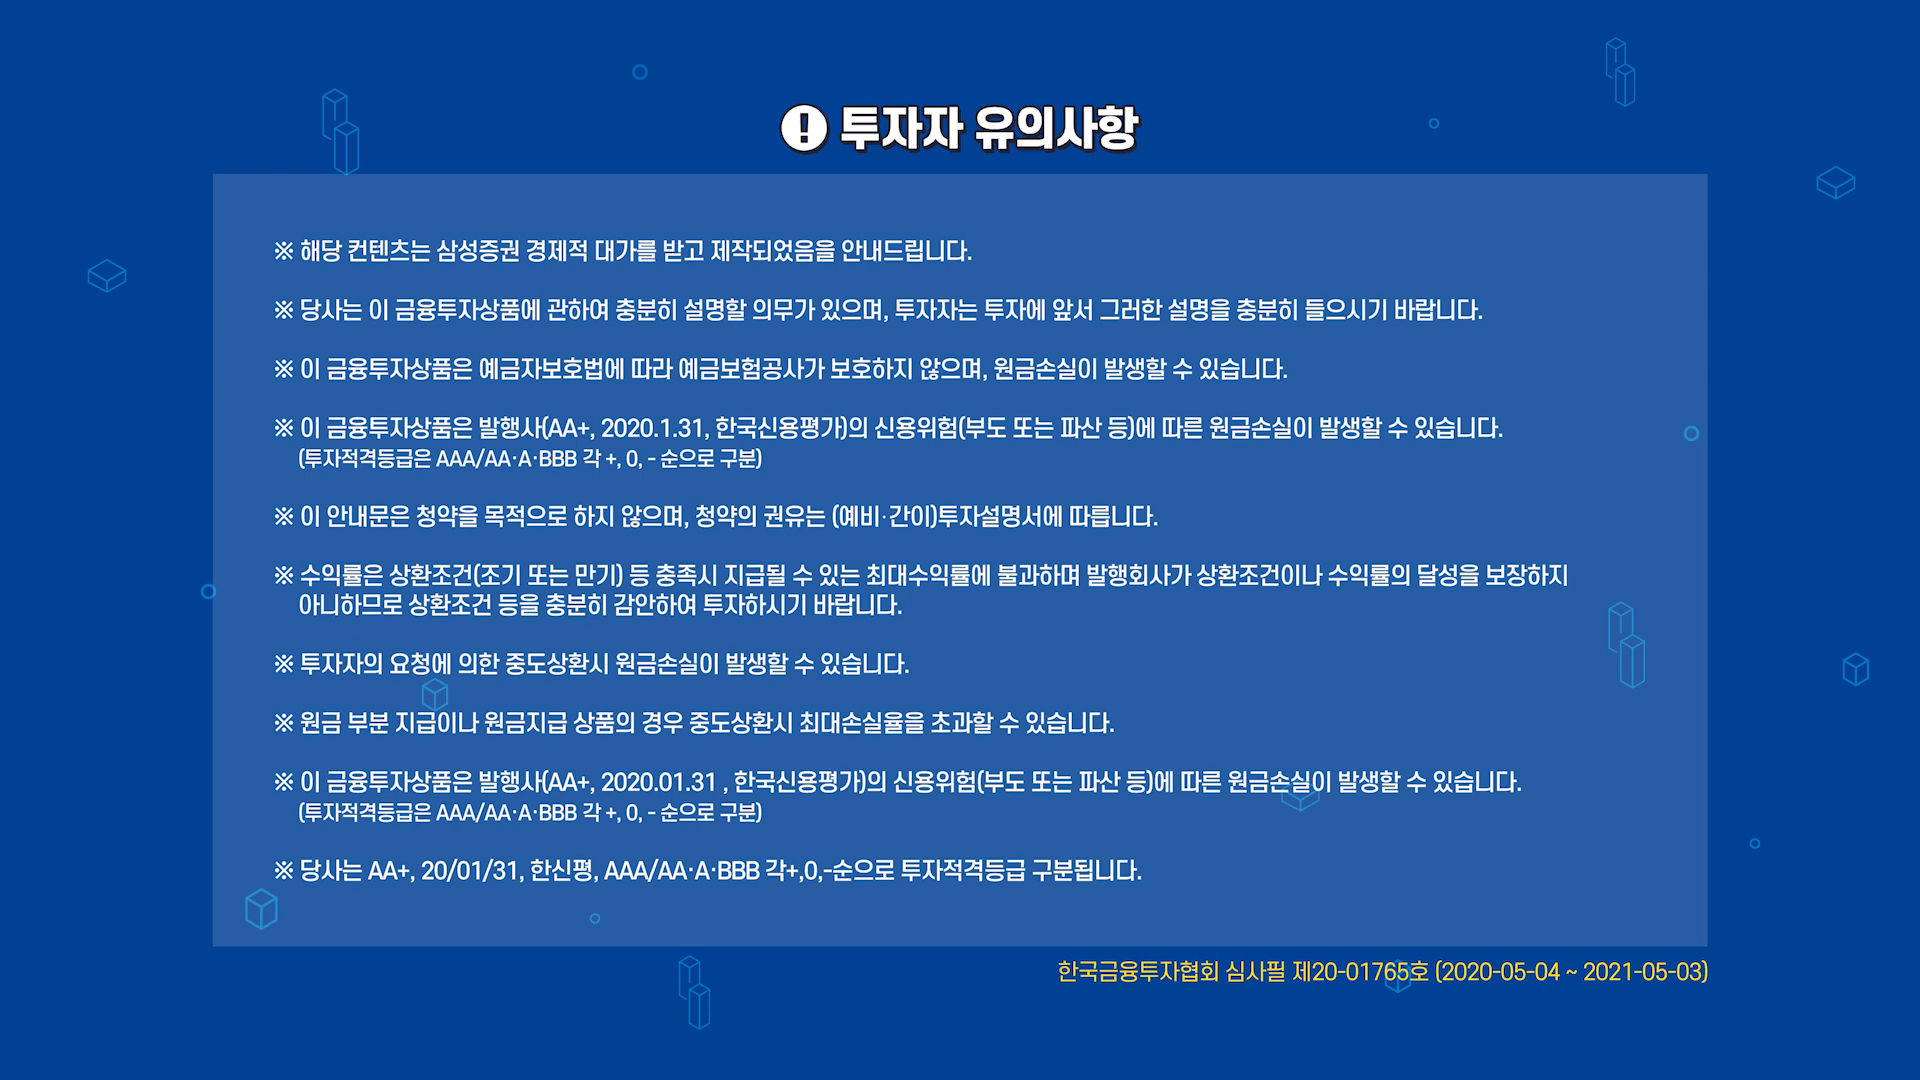 투자자 유의사항
※ 해당 컨텐츠는 삼성증권 경제적 대가를 받고 제작되었음을 안내드립니다.
※ 당사는 이 금융투자상품에 관하여 충분히 설명할 의무가 있으며, 투자자는 투자에 앞서 그러한 설명을 충분히 들으시기 바랍니다.
※ 이 금융투자상품은 예금자보호법에 따라 예금보험공사가 보호하지 않으며, 원금손실이 발생할 수 있습니다.
※ 이 금융투자상품은 발행사(AA+, 2020.1.31, 한국신용평가)의 신용위험(부도 또는 파산 등)에 따른 원금손실이 발생할 수 있습니다.
(투자적격등급은 AAA/AA·A·BBB 각 +, 0, - 순으로 구분)
※ 이 안내문은 청약을 목적으로 하지 않으며, 청약의 권유는 (예비·간이)투자설명서에 따릅니다.
※ 수익률은 상환조건(조기 또는 만기) 등 충족시 지급될 수 있는 최대수익률에 불과하며 발행회사가 상환조건이나 수익률의 달성을 보장하지
아니하므로 상환조건 등을 충분히 감안하여 투자하시기 바랍니다.
※ 투자자의 요청에 의한 중도상환시 원금손실이 발생할 수 있습니다.
※ 원금 부분 지급이나 원금지급 상품의 경우 중도상환시 최대손실율을 초과할 수 있습니다.
※ 이 금융투자상품은 발행사(AA+, 2020.01.31 , 한국신용평가)의 신용위험(부도 또는 파산 등)에 따른 원금손실이 발생할 수 있습니다.
(투자적격등급은 AAA/AA·A·BBB 각 +, 0, - 순으로 구분)
※ 당사는 AA+, 20/01/31, 한신평, AAA/AA·A·BBB 각+,0,-순으로 투자적격등급 구분됩니다.
한국금융투자협회 심사필 제20-01765호 (2020-05-04 ~ 2021-05-03)